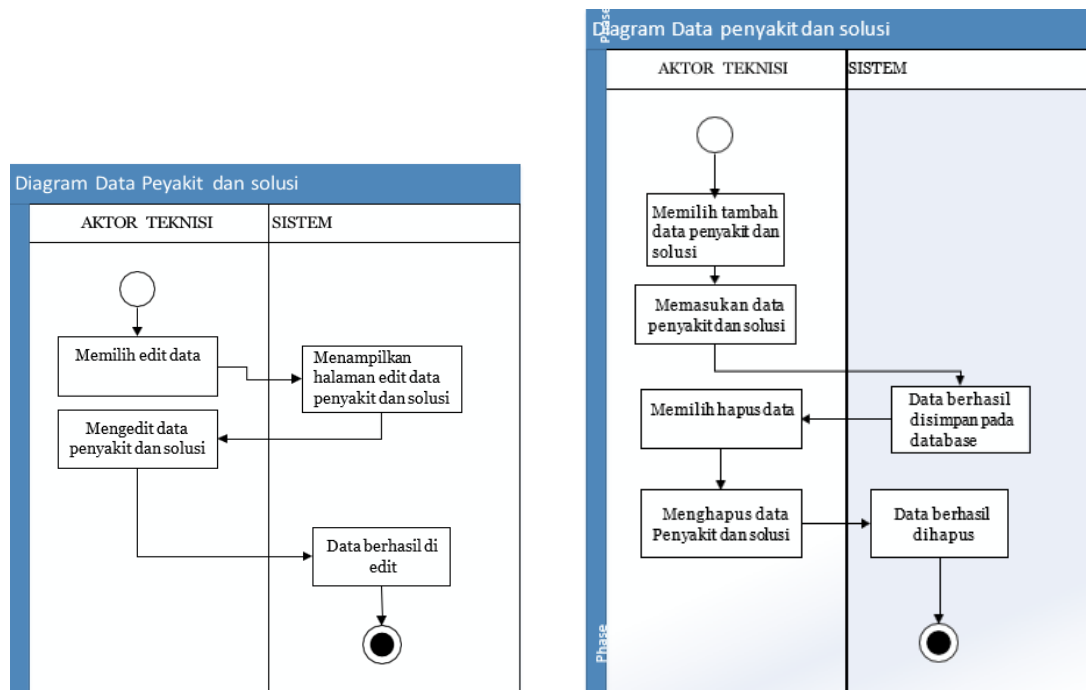 Diagram Data Peyakit dan solusi
AKTOR TEKNISI
SISTEM
Memilih edit data
Menampilkan
halaman edit data
penyakit dan solusi
Mengedit data
penyakit dan solusi
Data berhasil di
edit
Phase
Diagram Data penyakit dan solusi
AKTOR TEKNISI
SISTEM
Memilih tambah
data penyakit dan
solusi
Memasukan data
penyakit dan solusi
Data berhasil
disimpan pada
database
Memilih hapus data
Menghapus data
Penyakit dan solusi
Data berhasil
dihapus
Phase